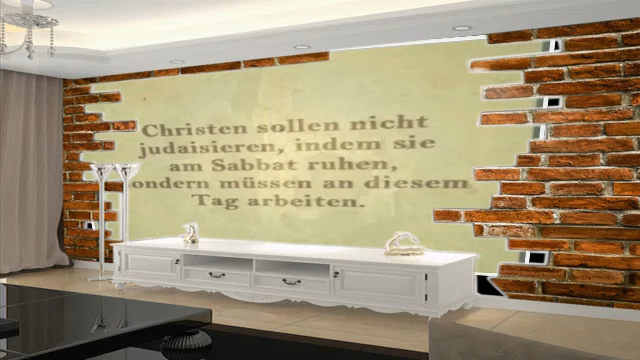 Christen sollen nicht
judaisieren, indem sie
am Sabbat ruhen,
ondern müssen an diesem
Tag arbeiten.